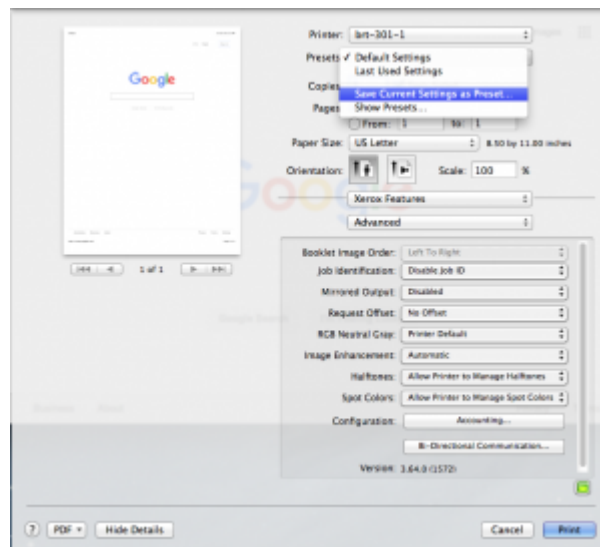 Google
1 of 1
Printer: brt-301-1
Presets ✓ Default Settings
Last Used Settings
Save Current Settings as Preset...
Show Presets...
Copies
Pages
From: 1 to: 1
Paper Size: US Letter 8.50 by 11.00 inches
Orientation: Scale: 100 %
Xerox Features
Advanced
Booklet Image Order: Left To Right
Job Identification: Disable Job ID
Mirrored Output: Disabled
Request Offset: No Offset
RGB Neutral Gray: Printer Default
Image Enhancement: Automatic
Halftones: Allow Printer to Manage Halftones
Spot Colors: Allow Printer to Manage Spot Colors
Configuration: Accounting...
Bi-Directional Communication...
Version: 3.64.0 (1572)
? PDF Hide Details Cancel Print